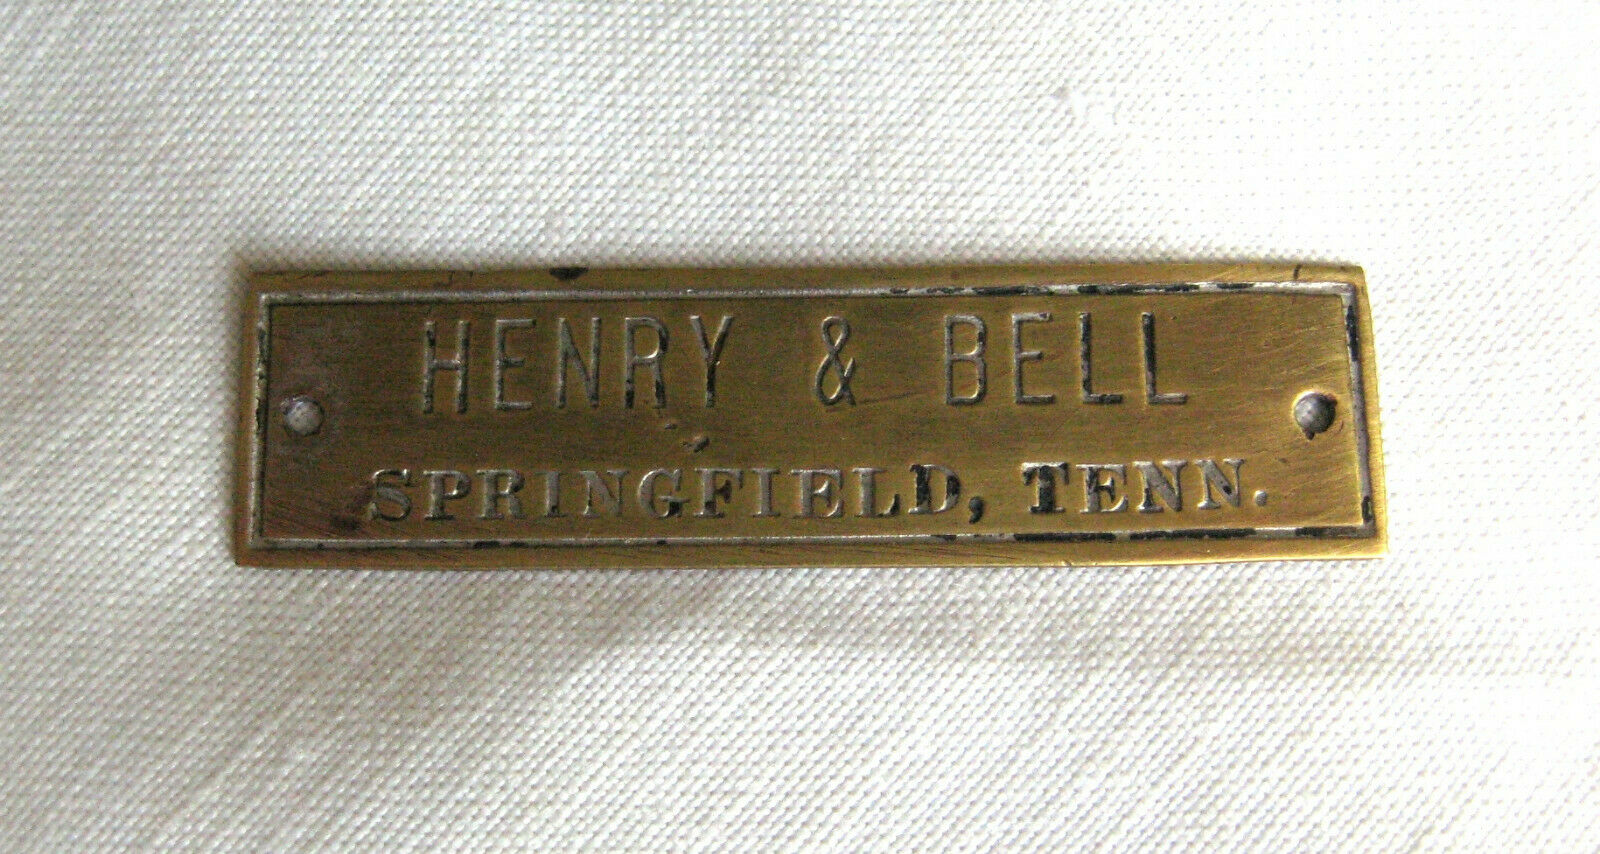 HENRY & BELL
SPRINGFIELD, TENN.